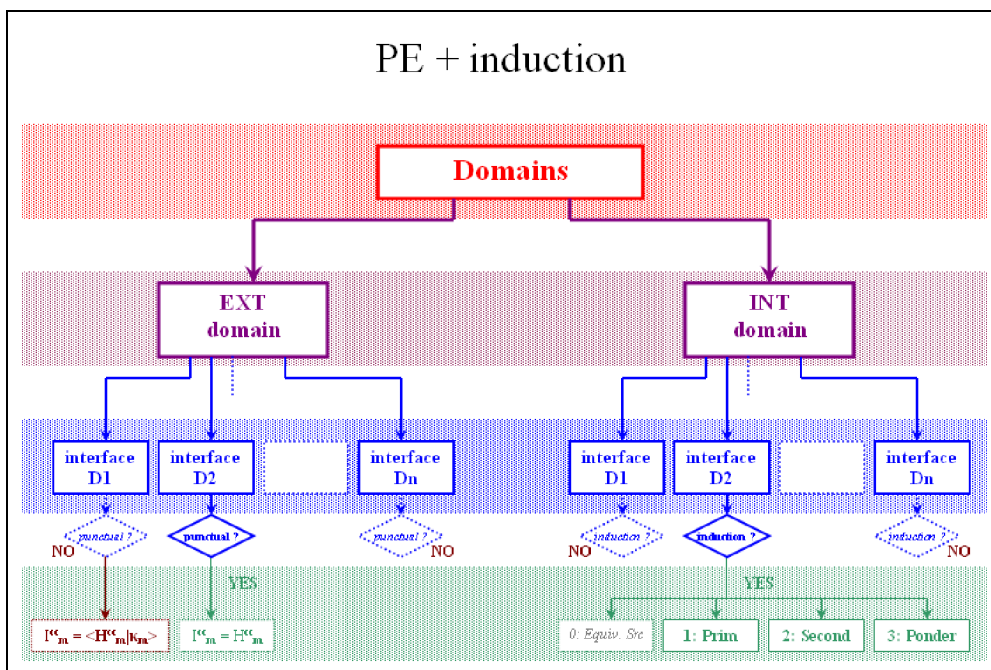 PE + induction
Domains
EXT
domain
INT
domain
interface
D1
interface
D2
interface
Dn
interface
D1
interface
D2
interface
Dn
punctual ?
punctual ?
punctual ?
induction ?
induction ?
induction ?
NO
NO
NO
NO
YES
YES
I“m = <H“m|κm>
I“m = H“m
0: Equiv. Src
1: Prim
2: Second
3: Ponder